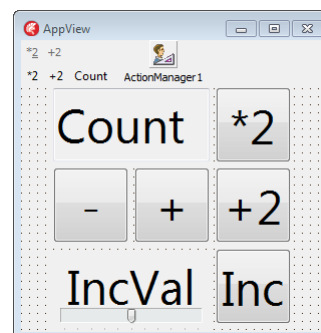 AppView
*2 +2
*2 +2 Count ActionManager1
Count *2
- + +2
IncVal Inc